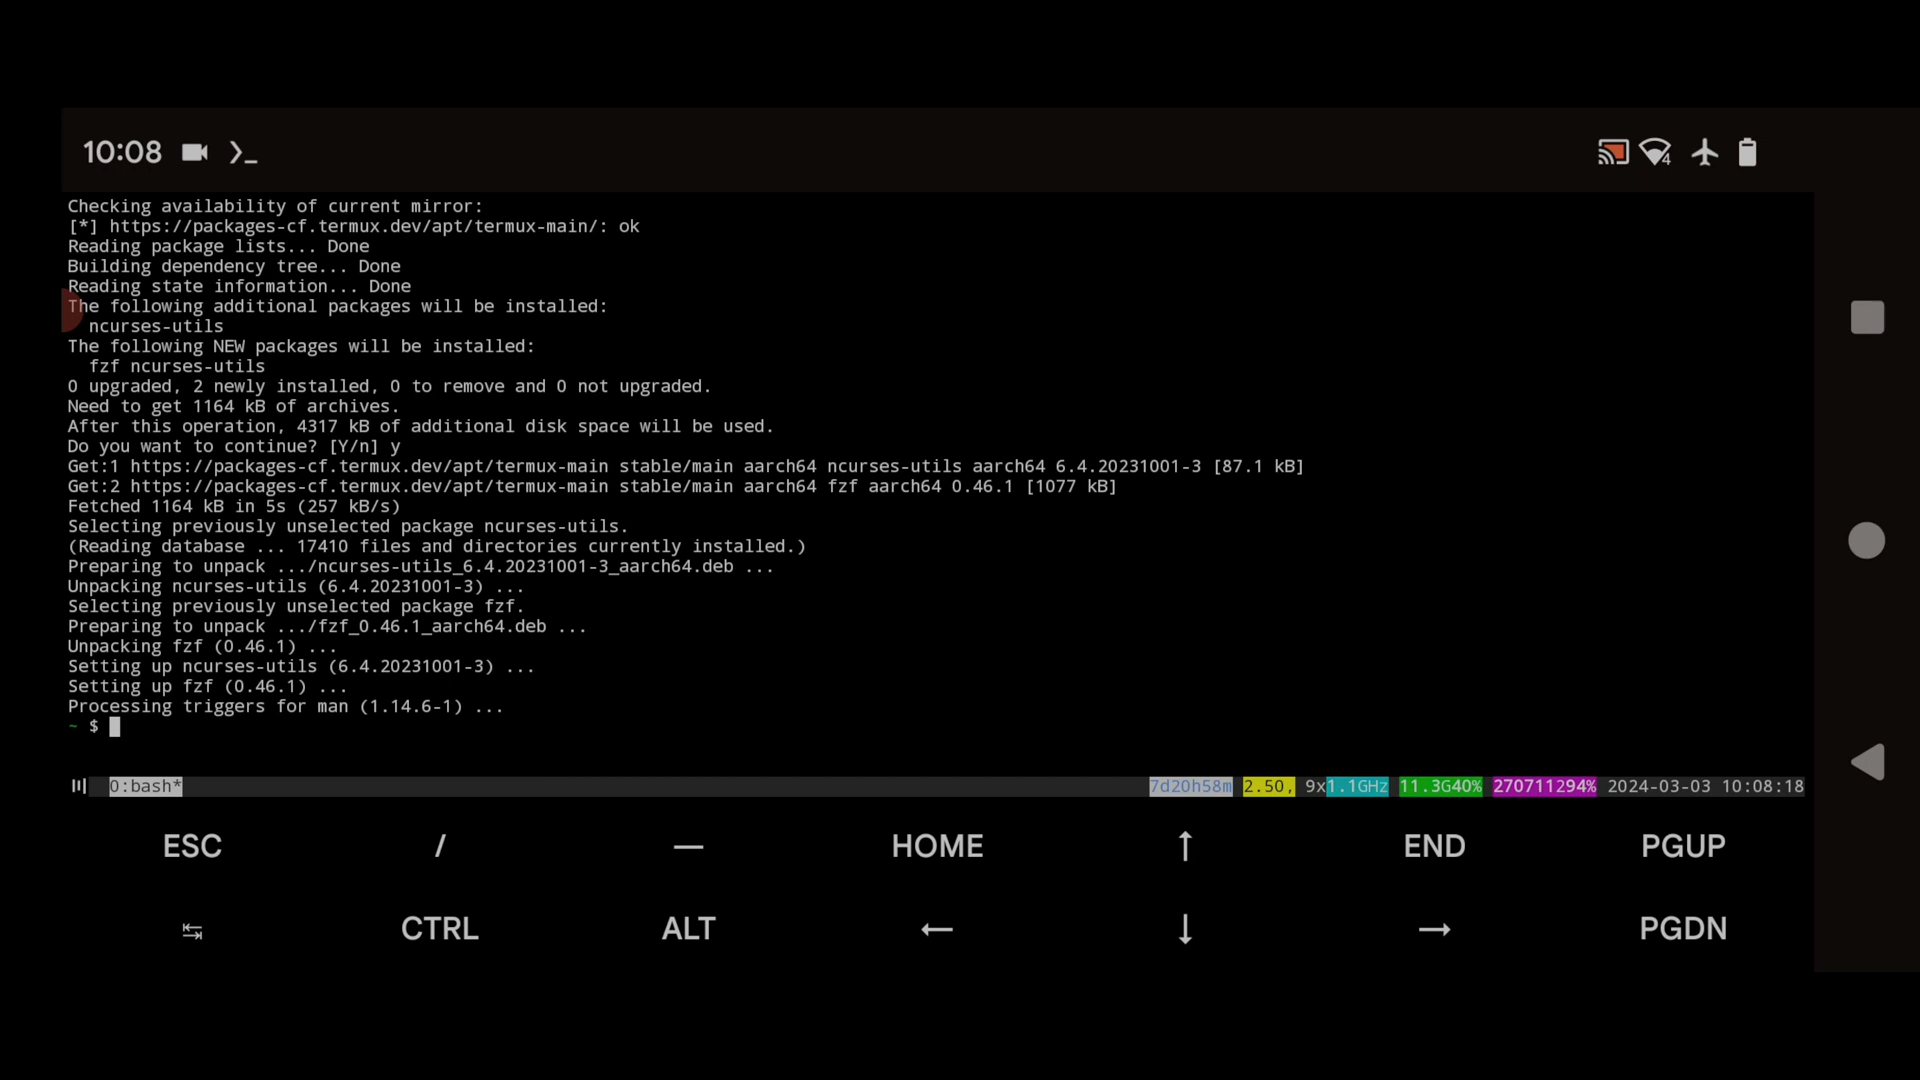 10:08
Checking availability of current mirror:
[*] https://packages-cf.termux.dev/apt/termux-main/: ok
Reading package lists... Done
Building dependency tree... Done
Reading state information... Done
The following additional packages will be installed:
  ncurses-utils
The following NEW packages will be installed:
  fzf ncurses-utils
0 upgraded, 2 newly installed, 0 to remove and 0 not upgraded.
Need to get 1164 kB of archives.
After this operation, 4317 kB of additional disk space will be used.
Do you want to continue? [Y/n] y
Get:1 https://packages-cf.termux.dev/apt/termux-main stable/main aarch64 ncurses-utils aarch64 6.4.20231001-3 [87.1 kB]
Get:2 https://packages-cf.termux.dev/apt/termux-main stable/main aarch64 fzf aarch64 0.46.1 [1077 kB]
Fetched 1164 kB in 5s (257 kB/s)
Selecting previously unselected package ncurses-utils.
(Reading database ... 17410 files and directories currently installed.)
Preparing to unpack .../ncurses-utils_6.4.20231001-3_aarch64.deb ...
Unpacking ncurses-utils (6.4.20231001-3) ...
Selecting previously unselected package fzf.
Preparing to unpack .../fzf_0.46.1_aarch64.deb ...
Unpacking fzf (0.46.1) ...
Setting up ncurses-utils (6.4.20231001-3) ...
Setting up fzf (0.46.1) ...
Processing triggers for man (1.14.6-1) ...
~ $
0:bash* 7d20h58m 2.50, 9x1.1GHz 11.3G40% 270711294% 2024-03-03 10:08:18
ESC / — HOME ↑ END PGUP
↹ CTRL ALT ← ↓ → PGDN